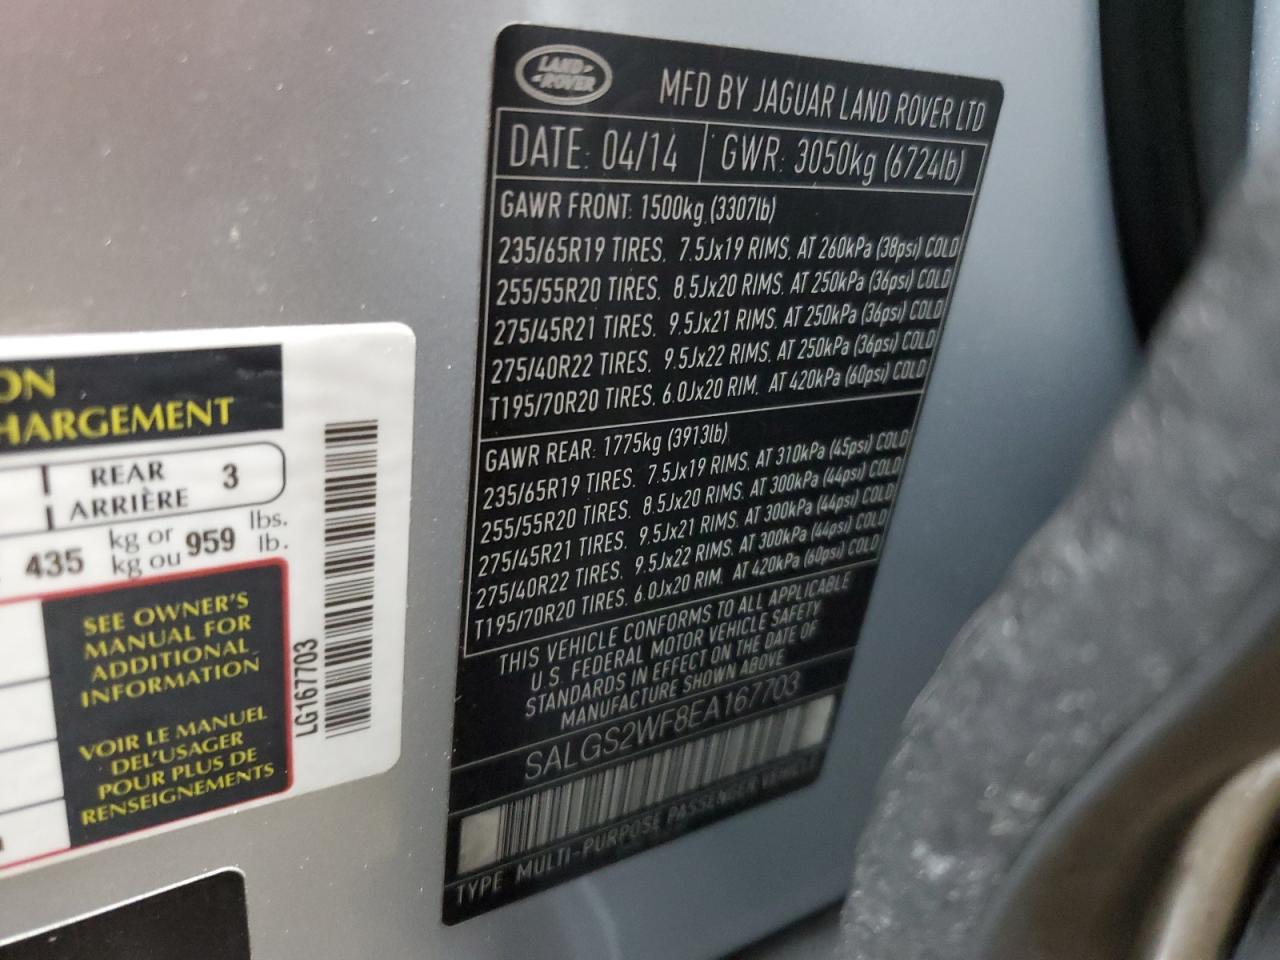 LAND
ROVER
MFD BY JAGUAR LAND ROVER LTD
DATE: 04/14 GWR: 3050kg (6724lb)
GAWR FRONT: 1500kg (3307lb)
235/65R19 TIRES. 7.5Jx19 RIMS. AT 260kPa (38psi) COLD
255/55R20 TIRES. 8.5Jx20 RIMS. AT 250kPa (36psi) COLD
275/45R21 TIRES. 9.5Jx21 RIMS. AT 250kPa (36psi) COLD
275/40R22 TIRES. 9.5Jx22 RIMS. AT 250kPa (36psi) COLD
T195/70R20 TIRES. 6.0Jx20 RIM. AT 420kPa (60psi) COLD
GAWR REAR: 1775kg (3913lb)
235/65R19 TIRES. 7.5Jx19 RIMS. AT 310kPa (45psi) COLD
255/55R20 TIRES. 8.5Jx20 RIMS. AT 300kPa (44psi) COLD
275/45R21 TIRES. 9.5Jx21 RIMS. AT 300kPa (44psi) COLD
275/40R22 TIRES. 9.5Jx22 RIMS. AT 300kPa (44psi) COLD
T195/70R20 TIRES. 6.0Jx20 RIM. AT 420kPa (60psi) COLD
THIS VEHICLE CONFORMS TO ALL APPLICABLE
U.S. FEDERAL MOTOR VEHICLE SAFETY
STANDARDS IN EFFECT ON THE DATE OF
MANUFACTURE SHOWN ABOVE
SALGS2WF8EA167703
TYPE MULTI-PURPOSE PASSENGER VEHICLE
ON
HARGEMENT
REAR 3
ARRIÈRE
435 kg or 959 lbs.
kg ou lb.
SEE OWNER'S
MANUAL FOR
ADDITIONAL
INFORMATION
VOIR LE MANUEL
DEL'USAGER
POUR PLUS DE
RENSEIGNEMENTS
LG167703